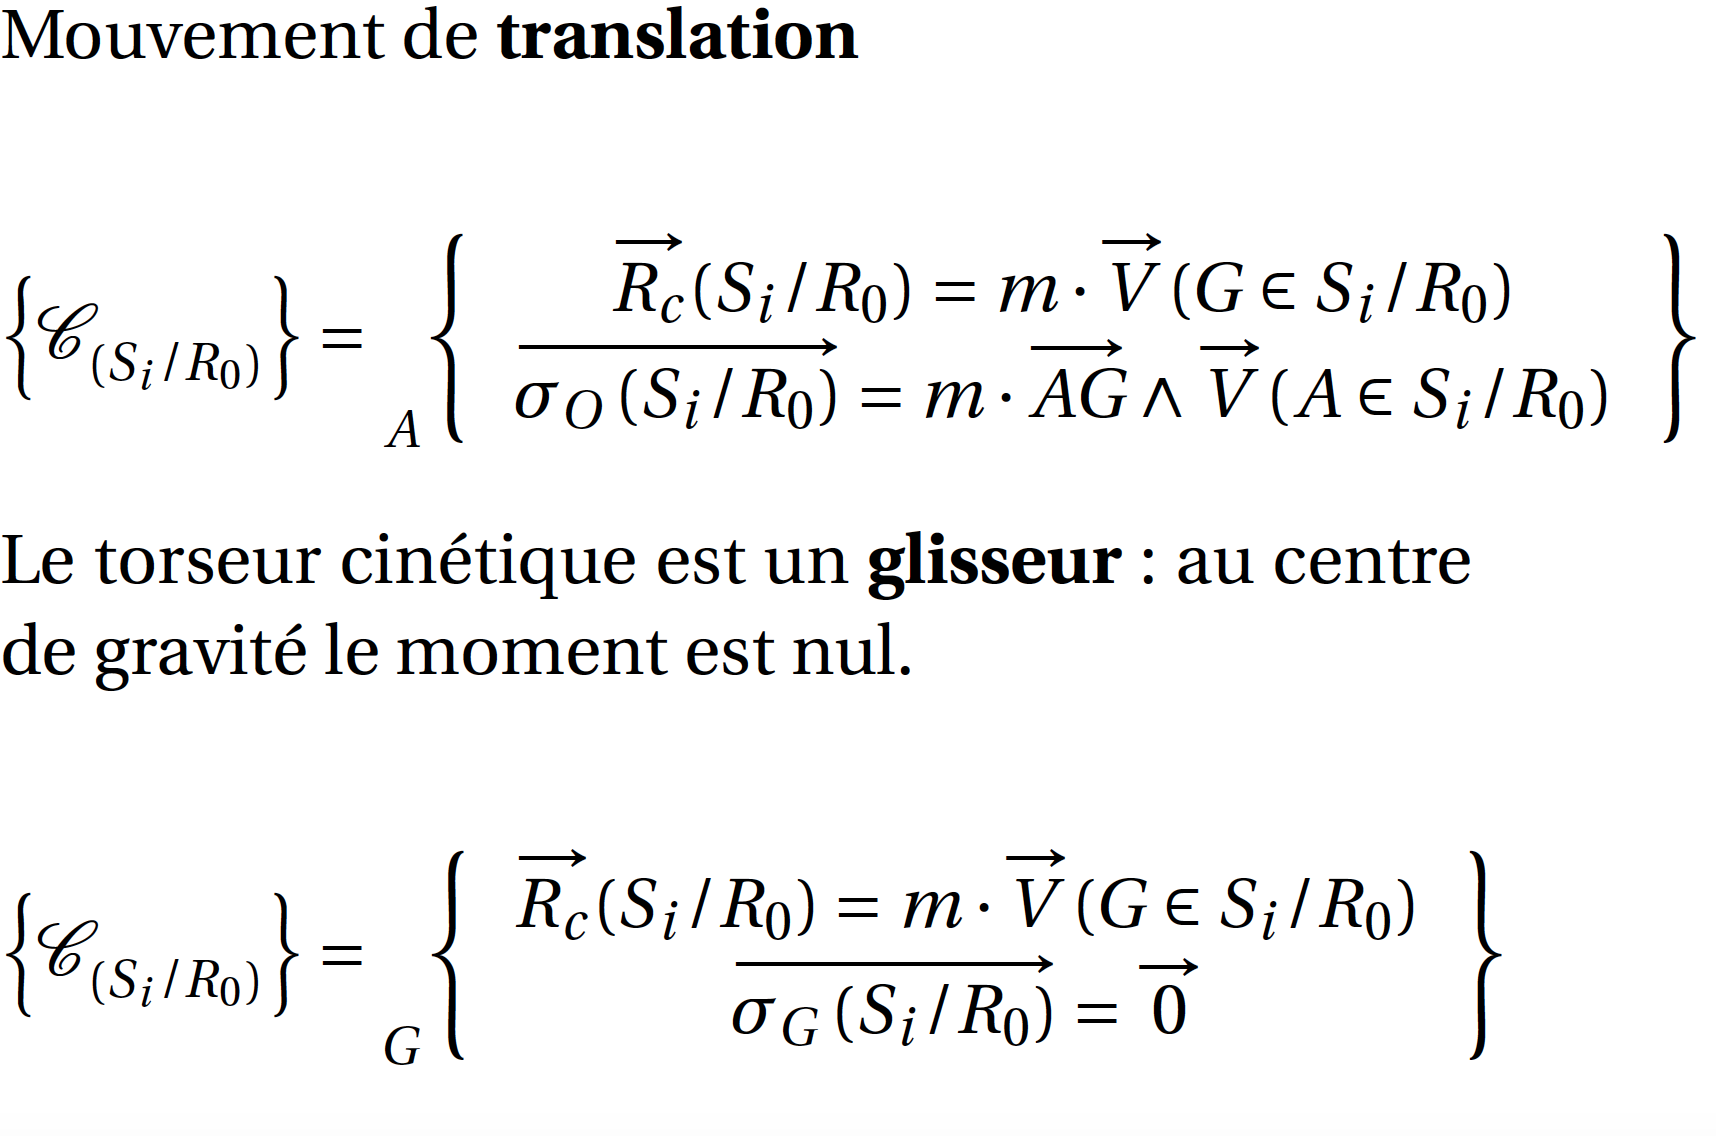 Mouvement de translation
$\left\{\mathscr{C}_{(S_i/R_0)}\right\} = {}_A\left\{\begin{array}{c} \overrightarrow{R_c}(S_i/R_0) = m \cdot \overrightarrow{V}(G \in S_i/R_0) \\ \overrightarrow{\sigma_O(S_i/R_0)} = m \cdot \overrightarrow{AG} \wedge \overrightarrow{V}(A \in S_i/R_0) \end{array}\right\}$
Le torseur cinétique est un glisseur : au centre
de gravité le moment est nul.
$\left\{\mathscr{C}_{(S_i/R_0)}\right\} = {}_G\left\{\begin{array}{c} \overrightarrow{R_c}(S_i/R_0) = m \cdot \overrightarrow{V}(G \in S_i/R_0) \\ \overrightarrow{\sigma_G(S_i/R_0)} = \overrightarrow{0} \end{array}\right\}$